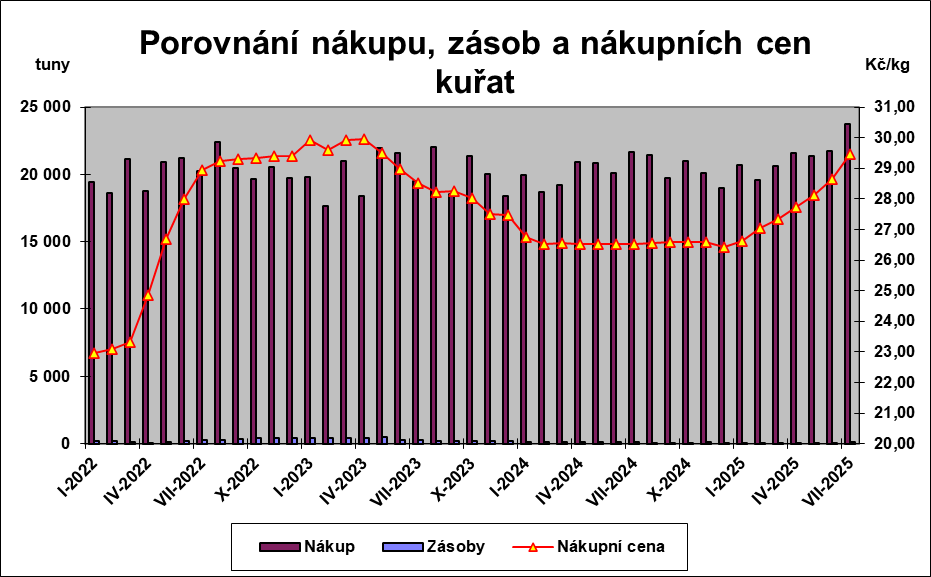 Porovnání nákupu, zásob a nákupních cen
kuřat
tuny
Kč/kg
25 000
20 000
15 000
10 000
5 000
0
31,00
30,00
29,00
28,00
27,00
26,00
25,00
24,00
23,00
22,00
21,00
20,00
I-2022
IV-2022
VII-2022
X-2022
I-2023
IV-2023
VII-2023
X-2023
I-2024
IV-2024
VII-2024
X-2024
I-2025
IV-2025
VII-2025
Nákup
Zásoby
Nákupní cena